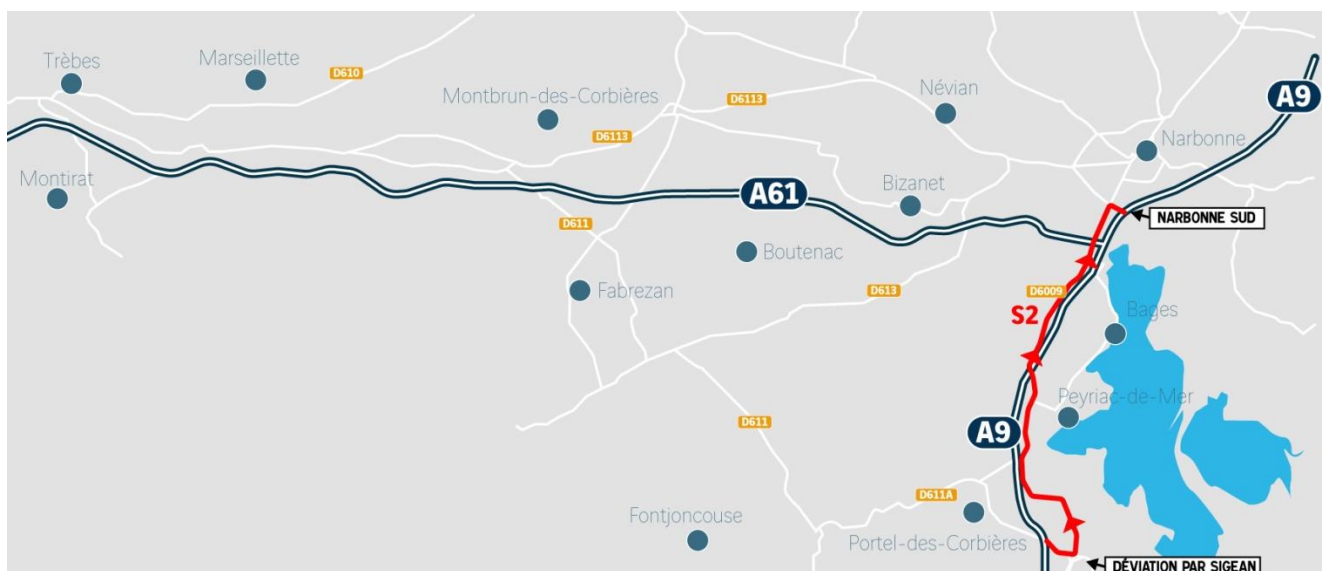 Trèbes
Marseillette
D610
Montbrun-des-Corbières
D6113
Névian
A9
D6113
Narbonne
Montirat
A61
Bizanet
NARBONNE SUD
D611
Boutenac
Fabrezan
D613
D6009
S2
Bages
Peyriac-de-Mer
D611
A9
D611A
Fontjoncouse
Portel-des-Corbières
DÉVIATION PAR SIGEAN